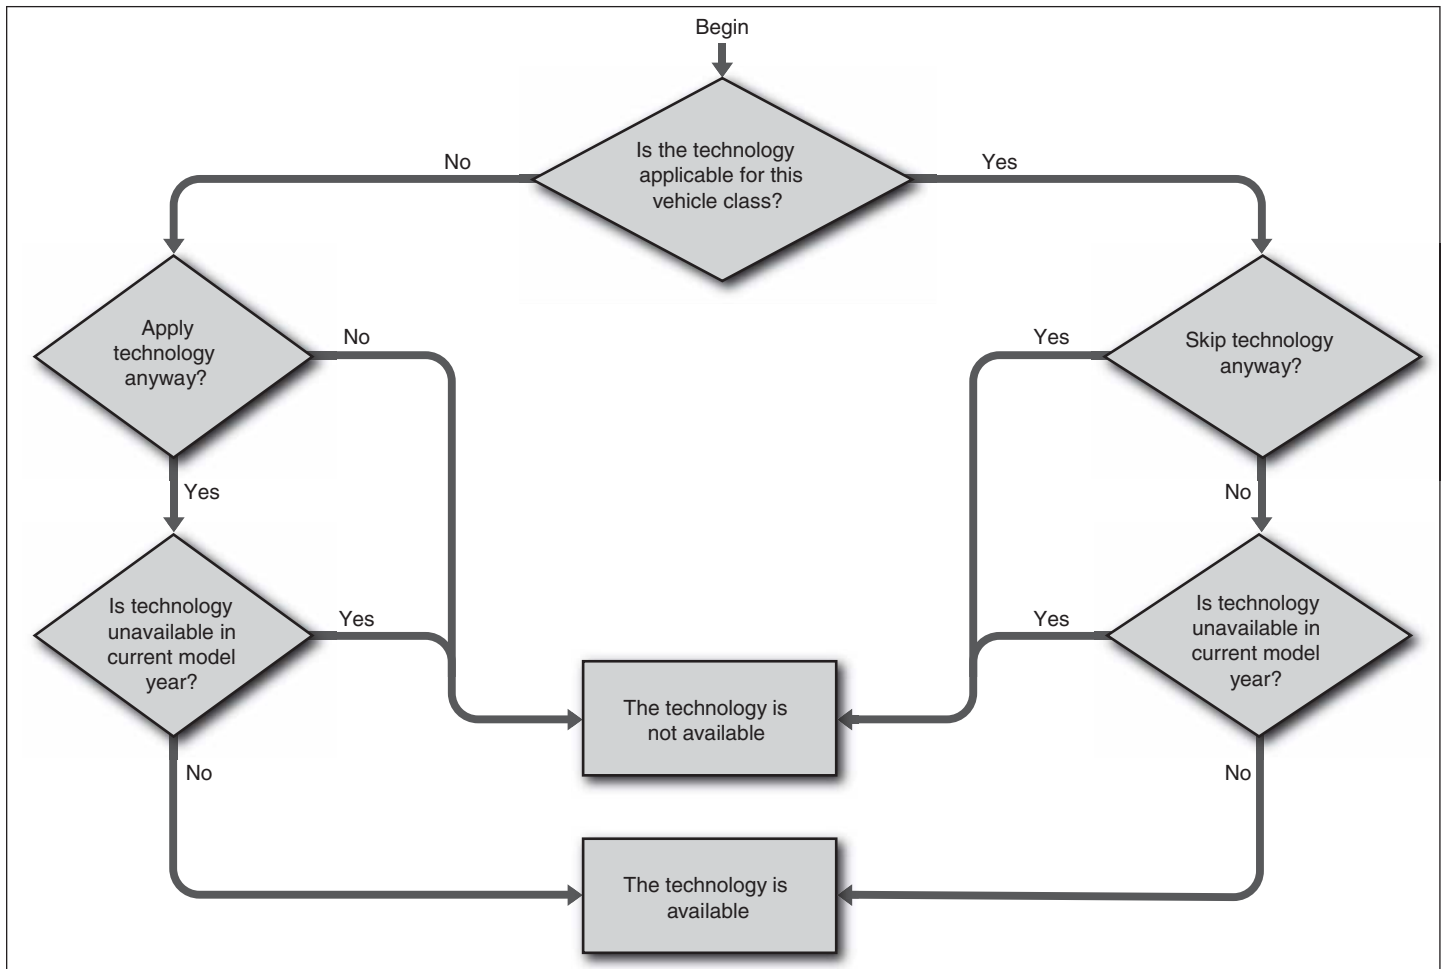 Begin
Is the technology
applicable for this
vehicle class?
No
Yes
Apply
technology
anyway?
No
Yes
Skip technology
anyway?
Yes
No
Is technology
unavailable in
current model
year?
Yes
Yes
Is technology
unavailable in
current model
year?
The technology is
not available
No
No
The technology is
available